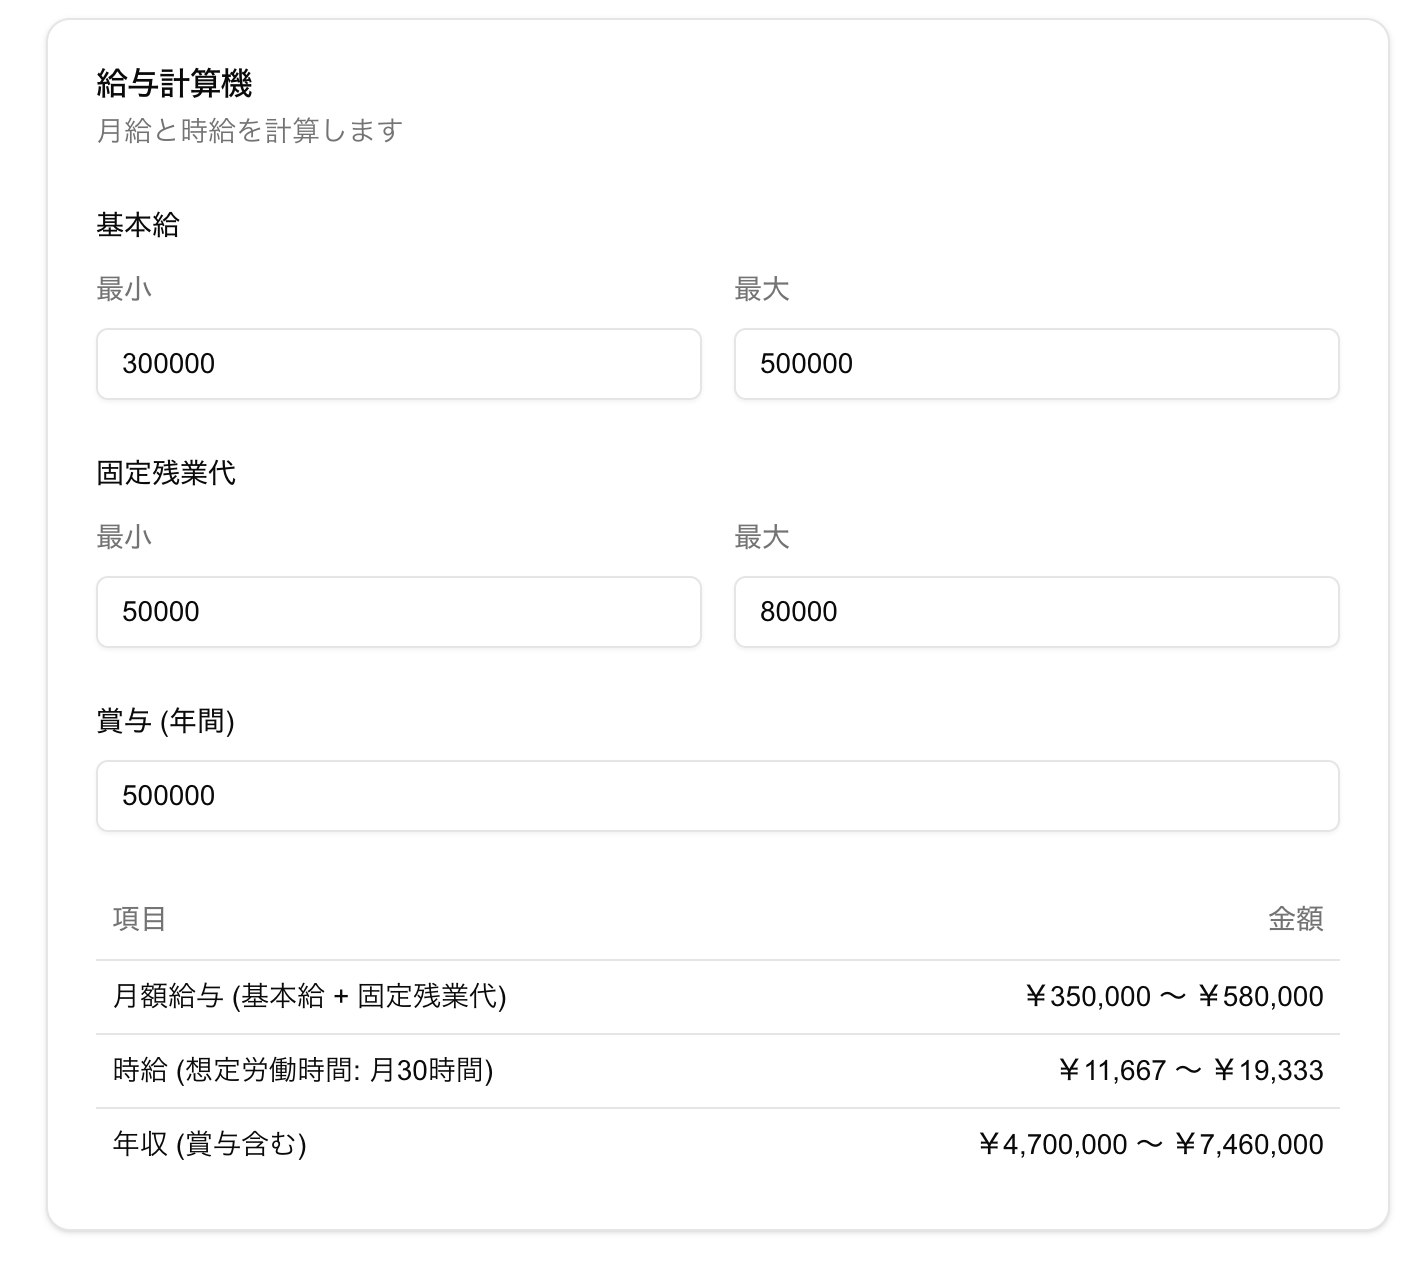 給与計算機
月給と時給を計算します
基本給
最小 最大
300000 500000
固定残業代
最小 最大
50000 80000
賞与 (年間)
500000
項目 金額
月額給与 (基本給 + 固定残業代) ￥350,000 〜 ￥580,000
時給 (想定労働時間: 月30時間) ￥11,667 〜 ￥19,333
年収 (賞与含む) ￥4,700,000 〜 ￥7,460,000